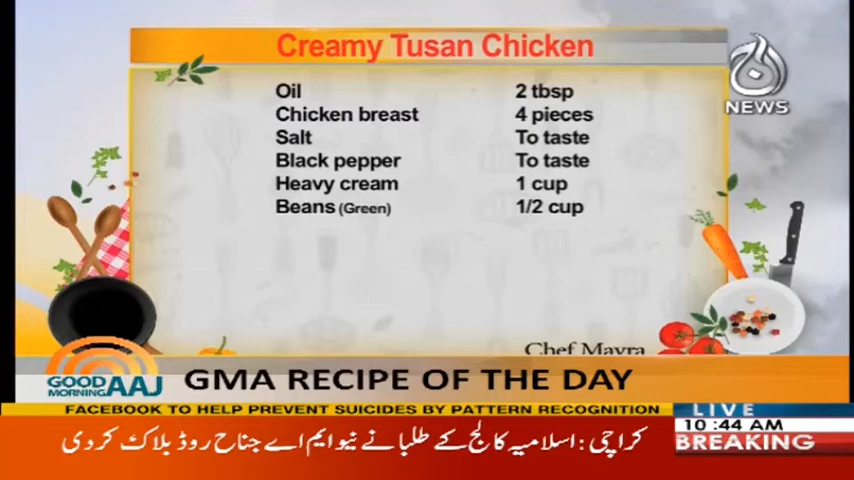 Creamy Tusan Chicken
Oil 2 tbsp
Chicken breast 4 pieces
Salt To taste
Black pepper To taste
Heavy cream 1 cup
Beans (Green) 1/2 cup
NEWS
Chef Mayra
GOOD MORNING AAJ
GMA RECIPE OF THE DAY
FACEBOOK TO HELP PREVENT SUICIDES BY PATTERN RECOGNITION
LIVE
10:44 AM
BREAKING
کراچی : اسلامیہ کالج کے طلبا نے نیو ایم اے جناح روڈ بلاک کردی